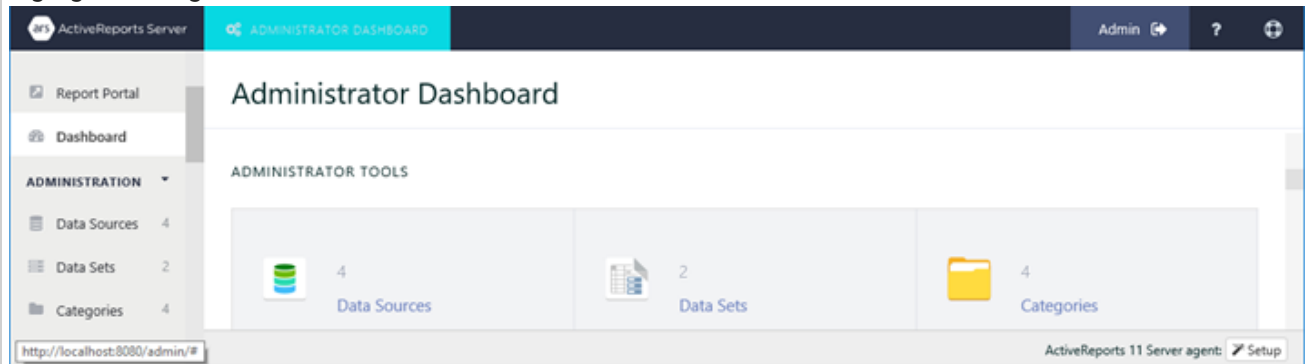 ars ActiveReports Server
ADMINISTRATOR DASHBOARD
Admin
?
Report Portal
Dashboard
ADMINISTRATION
Data Sources 4
Data Sets 2
Categories 4
http://localhost:8080/admin/#
Administrator Dashboard
ADMINISTRATOR TOOLS
4
Data Sources
2
Data Sets
4
Categories
ActiveReports 11 Server agent: Setup